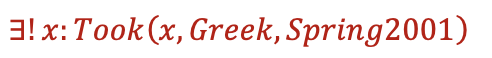 ∃! x: Took(x, Greek, Spring2001)